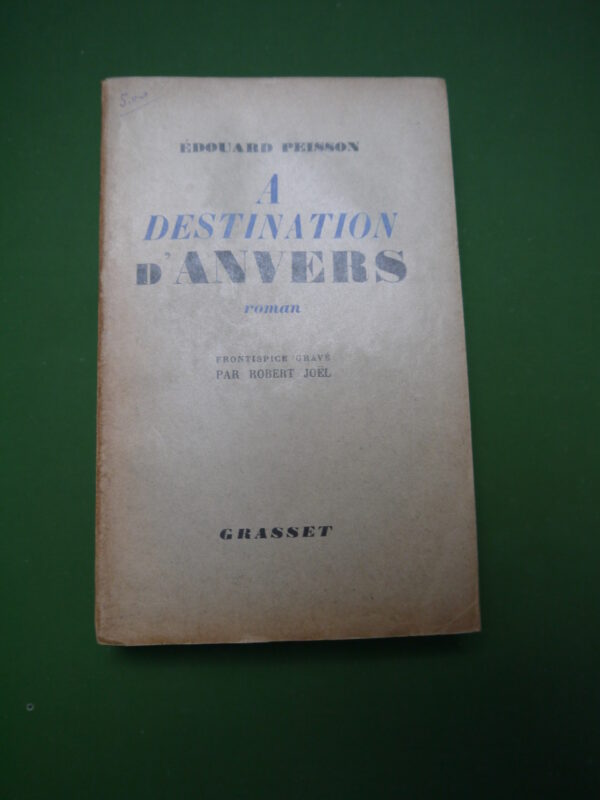 ÉDOUARD PEISSON
A
DESTINATION
D'ANVERS
roman
FRONTISPICE GRAVÉ
PAR ROBERT JOËL
GRASSET